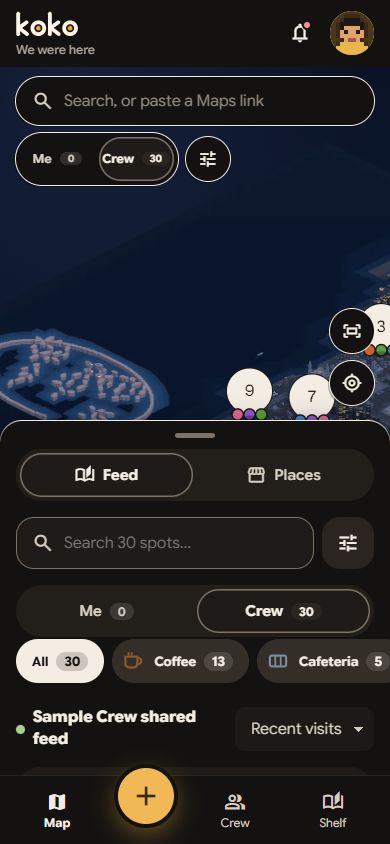 koko
We were here
Search, or paste a Maps link
Me 0 Crew 30
3
9
7
Feed Places
Search 30 spots...
Me 0 Crew 30
All 30 Coffee 13 Cafeteria 5
Sample Crew shared
feed
Recent visits
Map Crew Shelf